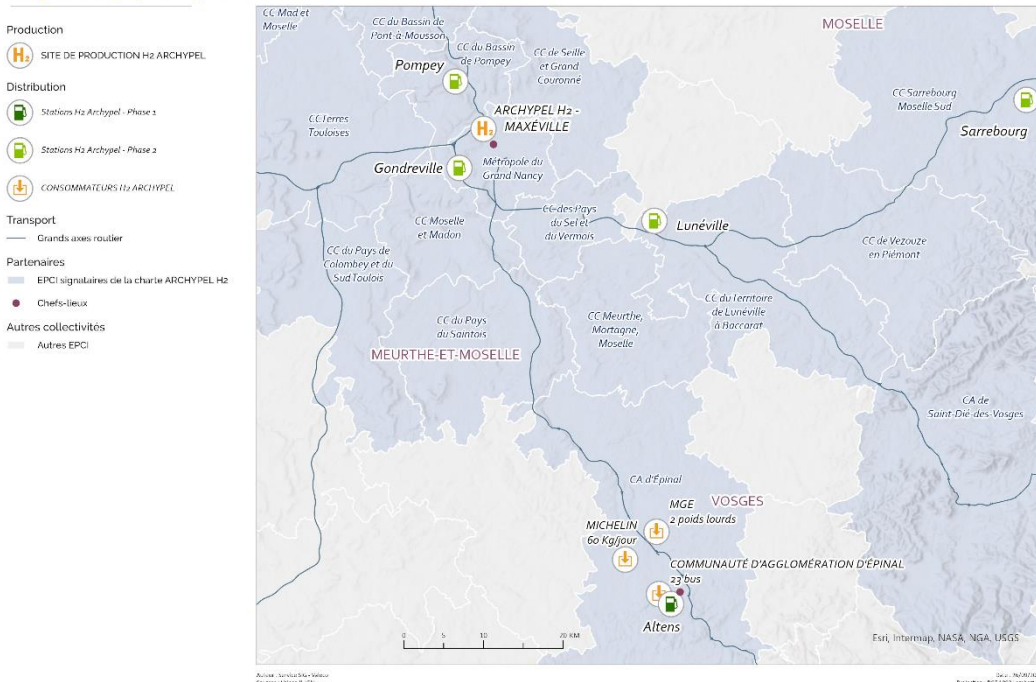 Production
H₂ SITE DE PRODUCTION H2 ARCHYPEL
Distribution
Stations H2 Archypel - Phase 1
Stations H2 Archypel - Phase 2
CONSOMMATEURS H2 ARCHYPEL
Transport
Grands axes routier
Partenaires
EPCI signataires de la charte ARCHYPEL H2
Chefs-lieux
Autres collectivités
Autres EPCI
CC Mad et
Moselle
CC du Bassin de
Pont-à-Mousson
CC du Bassin
de Pompey
CC de Seille
et Grand
Couronné
MOSELLE
Pompey
CC Sarrebourg
Moselle Sud
Sarrebourg
CC Terres
Touloises
ARCHYPEL H2 -
MAXÉVILLE
H₂
Gondreville
Métropole du
Grand Nancy
CC Moselle
et Madon
CC des Pays
du Sel et du
Vermois
Lunéville
CC de Vezouze
en Piémont
CC du Pays de
Colombey et du
Sud Toulois
CC du Pays
du Saintois
CC Meurthe,
Mortagne,
Moselle
CC du Territoire
de Lunéville
à Baccarat
MEURTHE-ET-MOSELLE
CA de
Saint-Dié-des-Vosges
CA d'Épinal
VOSGES
MGE
2 poids lourds
MICHELIN
60 Kg/jour
COMMUNAUTÉ D'AGGLOMÉRATION D'ÉPINAL
23 bus
Altens
0 5 10 20 KM
Esri, Intermap, NASA, NGA, USGS